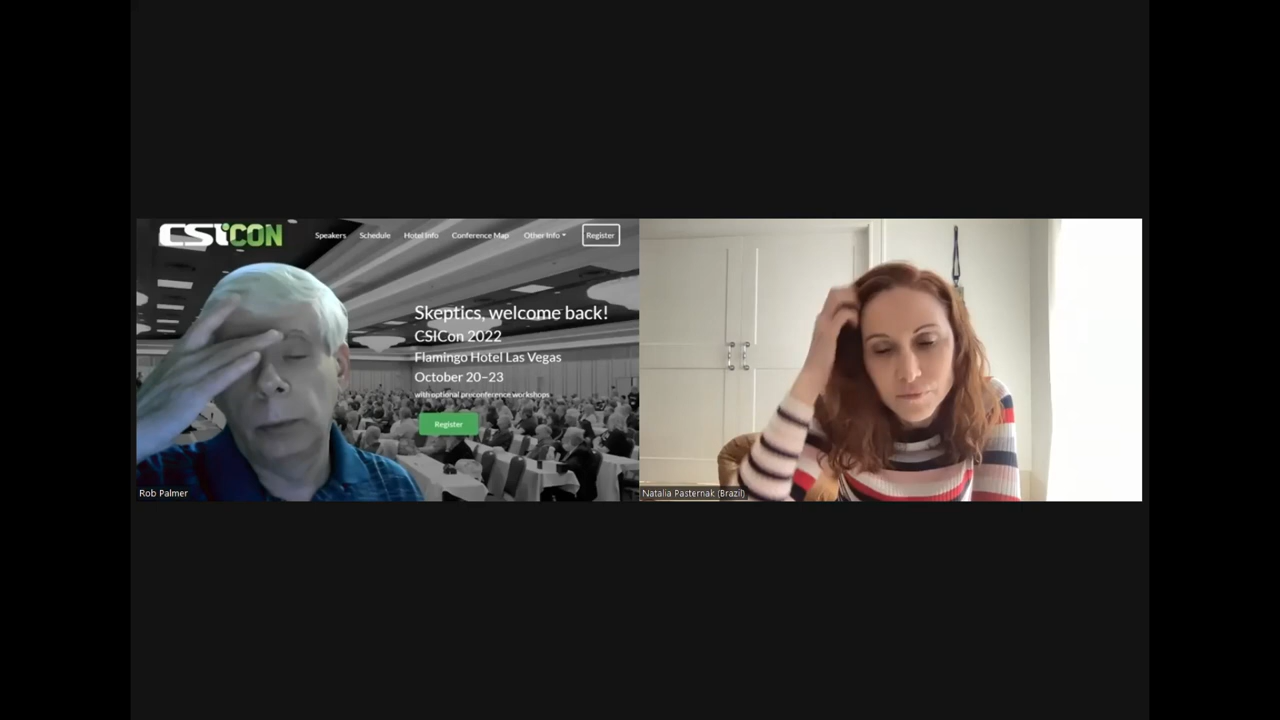 CSICON
Speakers Schedule Hotel Info Conference Map Other Info Register
Skeptics, welcome back!
CSICon 2022
Flamingo Hotel Las Vegas
October 20–23
with optional preconference workshops
Register
Rob Palmer
Natalia Pasternak (Brazil)